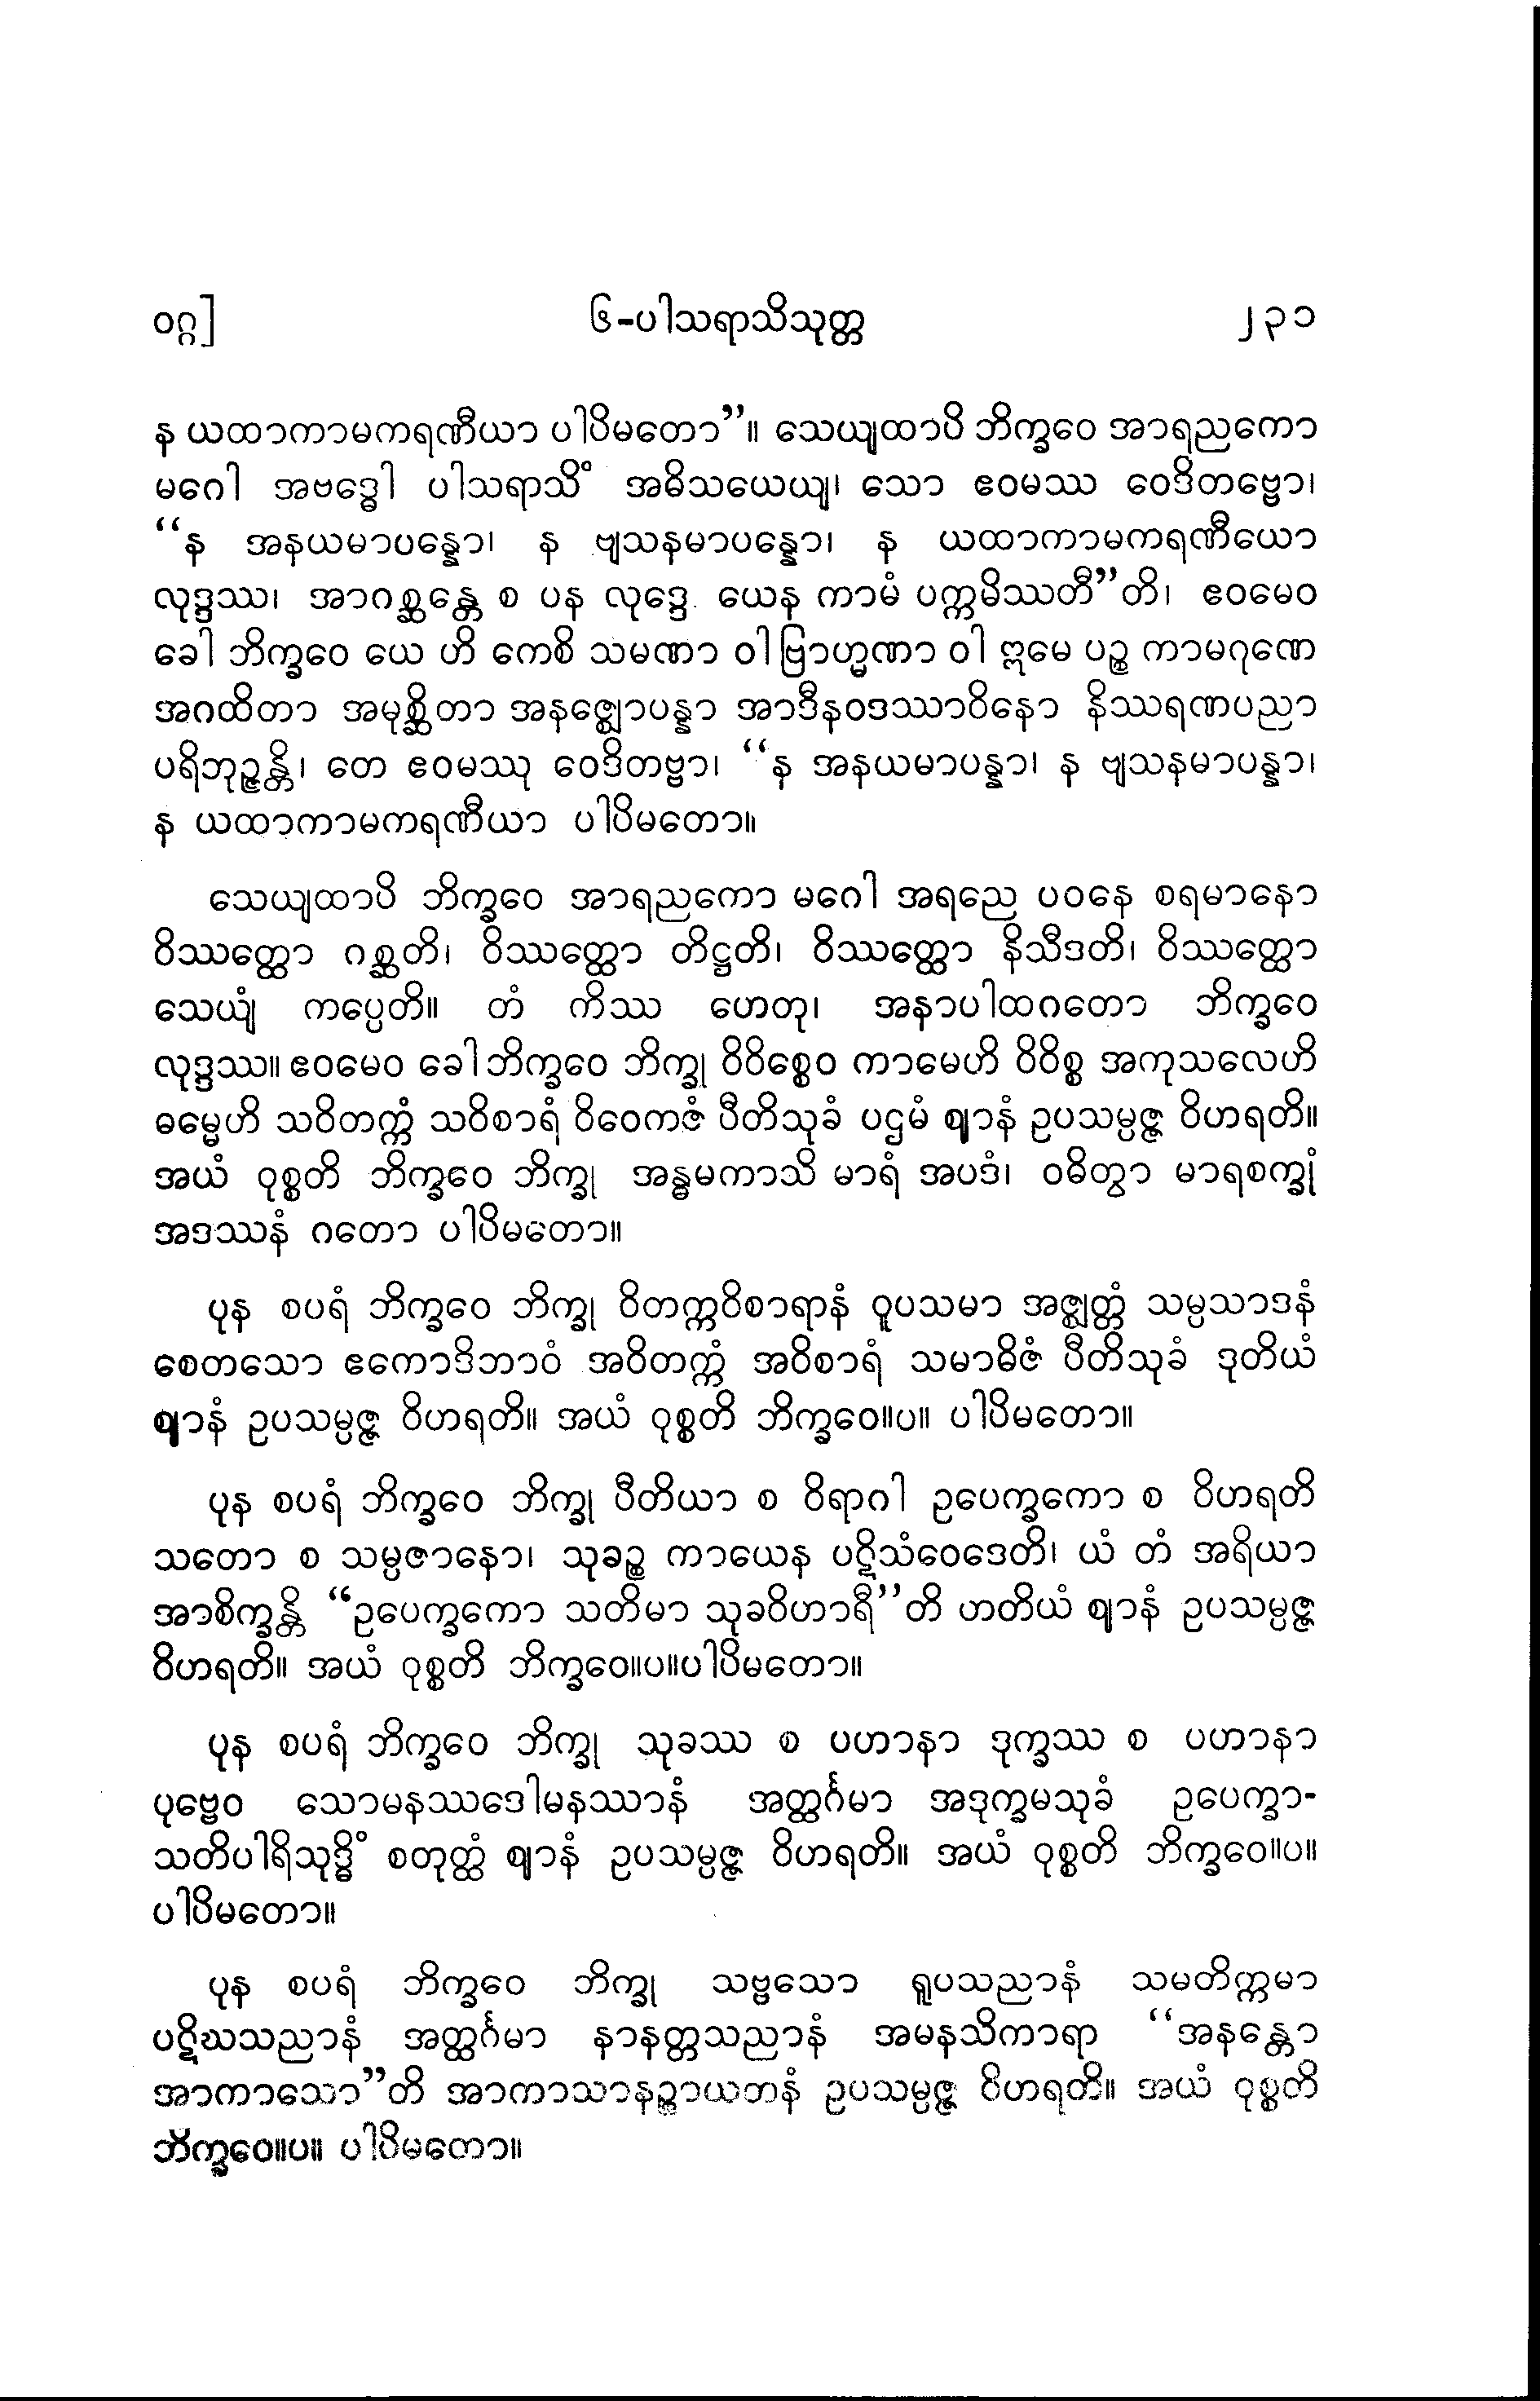 ဝဂ္ဂ] ၆-ပါသရာသိသုတ္တ ၂၃၁
န ယထာကာမကရဏီယာ ပါပိမတော”။ သေယျထာပိ ဘိက္ခဝေ အာရညကော
မဂေါ အဗဒ္ဓေါ ပါသရာသိံ အဓိသယေယျ၊ သော ဧဝမဿ ဝေဒိတဗ္ဗော၊
“န အနယမာပန္နော၊ န ဗျသနမာပန္နော၊ န ယထာကာမကရဏီယော
လုဒ္ဒဿ၊ အာဂစ္ဆန္တေ စ ပန လုဒ္ဒေ ယေန ကာမံ ပက္ကမိဿတီ”တိ၊ ဧဝမေဝ
ခေါ ဘိက္ခဝေ ယေ ဟိ ကေစိ သမဏာ ဝါ ဗြာဟ္မဏာ ဝါ ဣမေ ပဉ္စ ကာမဂုဏေ
အဂထိတာ အမုစ္ဆိတာ အနဇ္ဈောပန္နာ အာဒီနဝဒဿာဝိနော နိဿရဏပညာ
ပရိဘုဉ္ဇန္တိ၊ တေ ဧဝမဿု ဝေဒိတဗ္ဗာ၊ “န အနယမာပန္နာ၊ န ဗျသနမာပန္နာ၊
န ယထာကာမကရဏီယာ ပါပိမတော။
သေယျထာပိ ဘိက္ခဝေ အာရညကော မဂေါ အရညေ ပဝနေ စရမာနော
ဝိဿတ္ထော ဂစ္ဆတိ၊ ဝိဿတ္ထော တိဋ္ဌတိ၊ ဝိဿတ္ထော နိသီဒတိ၊ ဝိဿတ္ထော
သေယျံ ကပ္ပေတိ။ တံ ကိဿ ဟေတု၊ အနာပါထဂတော ဘိက္ခဝေ
လုဒ္ဒဿ။ ဧဝမေဝ ခေါ ဘိက္ခဝေ ဘိက္ခု ဝိဝိစ္စေဝ ကာမေဟိ ဝိဝိစ္စ အကုသလေဟိ
ဓမ္မေဟိ သဝိတက္ကံ သဝိစာရံ ဝိဝေကဇံ ပီတိသုခံ ပဌမံ ဈာနံ ဥပသမ္ပဇ္ဇ ဝိဟရတိ။
အယံ ဝုစ္စတိ ဘိက္ခဝေ ဘိက္ခု အန္ဓမကာသိ မာရံ အပဒံ၊ ဝဓိတွာ မာရစက္ခုံ
အဒဿနံ ဂတော ပါပိမတော။
ပုန စပရံ ဘိက္ခဝေ ဘိက္ခု ဝိတက္ကဝိစာရာနံ ဝူပသမာ အဇ္ဈတ္တံ သမ္ပသာဒနံ
စေတသော ဧကောဒိဘာဝံ အဝိတက္ကံ အဝိစာရံ သမာဓိဇံ ပီတိသုခံ ဒုတိယံ
ဈာနံ ဥပသမ္ပဇ္ဇ ဝိဟရတိ။ အယံ ဝုစ္စတိ ဘိက္ခဝေ။ပ။ ပါပိမတော။
ပုန စပရံ ဘိက္ခဝေ ဘိက္ခု ပီတိယာ စ ဝိရာဂါ ဥပေက္ခကော စ ဝိဟရတိ
သတော စ သမ္ပဇာနော၊ သုခဉ္စ ကာယေန ပဋိသံဝေဒေတိ၊ ယံ တံ အရိယာ
အာစိက္ခန္တိ “ဥပေက္ခကော သတိမာ သုခဝိဟာရီ”တိ ဟတိယံ ဈာနံ ဥပသမ္ပဇ္ဇ
ဝိဟရတိ။ အယံ ဝုစ္စတိ ဘိက္ခဝေ။ပ။ပါပိမတော။
ပုန စပရံ ဘိက္ခဝေ ဘိက္ခု သုခဿ စ ပဟာနာ ဒုက္ခဿ စ ပဟာနာ
ပုဗ္ဗေဝ သောမနဿဒေါမနဿာနံ အတ္ထင်္ဂမာ အဒုက္ခမသုခံ ဥပေက္ခာ-
သတိပါရိသုဒ္ဓိံ စတုတ္ထံ ဈာနံ ဥပသမ္ပဇ္ဇ ဝိဟရတိ။ အယံ ဝုစ္စတိ ဘိက္ခဝေ။ပ။
ပါပိမတော။
ပုန စပရံ ဘိက္ခဝေ ဘိက္ခု သဗ္ဗသော ရူပသညာနံ သမတိက္ကမာ
ပဋိဃသညာနံ အတ္ထင်္ဂမာ နာနတ္တသညာနံ အမနသိကာရာ “အနန္တော
အာကာသော”တိ အာကာသာနဉ္စာယတနံ ဥပသမ္ပဇ္ဇ ဝိဟရတိ။ အယံ ဝုစ္စတိ
ဘိက္ခဝေ။ပ။ ပါပိမတော။